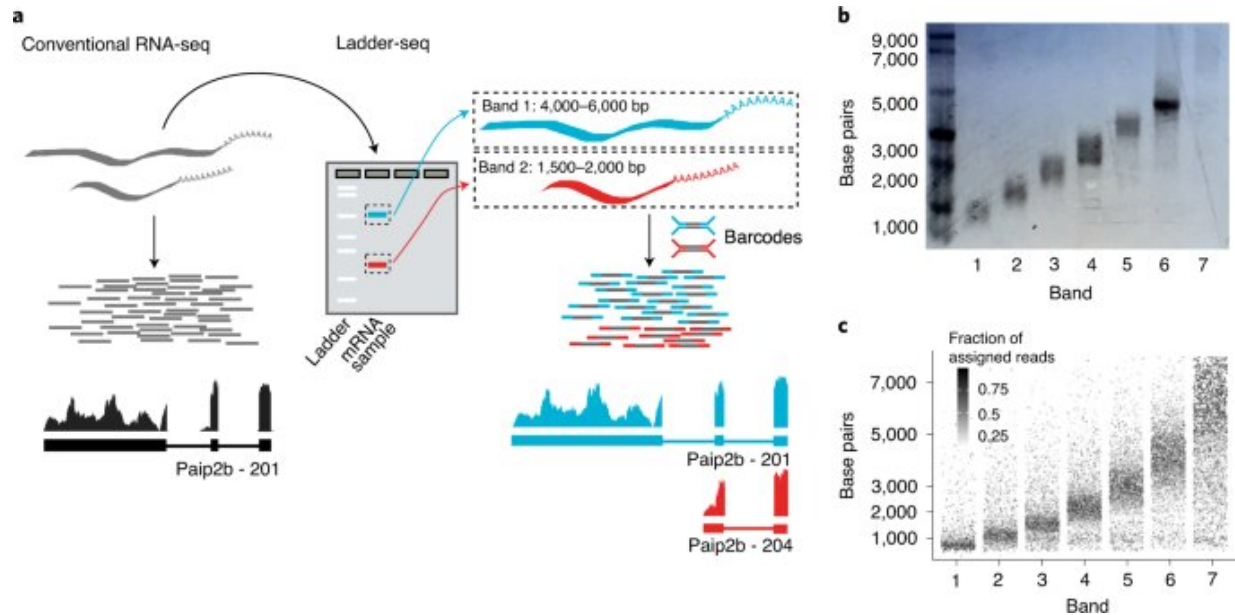 a
Conventional RNA-seq
Ladder-seq
Band 1: 4,000–6,000 bp
Band 2: 1,500–2,000 bp
Barcodes
Ladder
mRNA
sample
Paip2b - 201
Paip2b - 201
Paip2b - 204
b
Base pairs
9,000
7,000
5,000
3,000
2,000
1,000
1 2 3 4 5 6 7
Band
c
Fraction of
assigned reads
0.75
0.5
0.25
Base pairs
7,000
5,000
3,000
2,000
1,000
1 2 3 4 5 6 7
Band